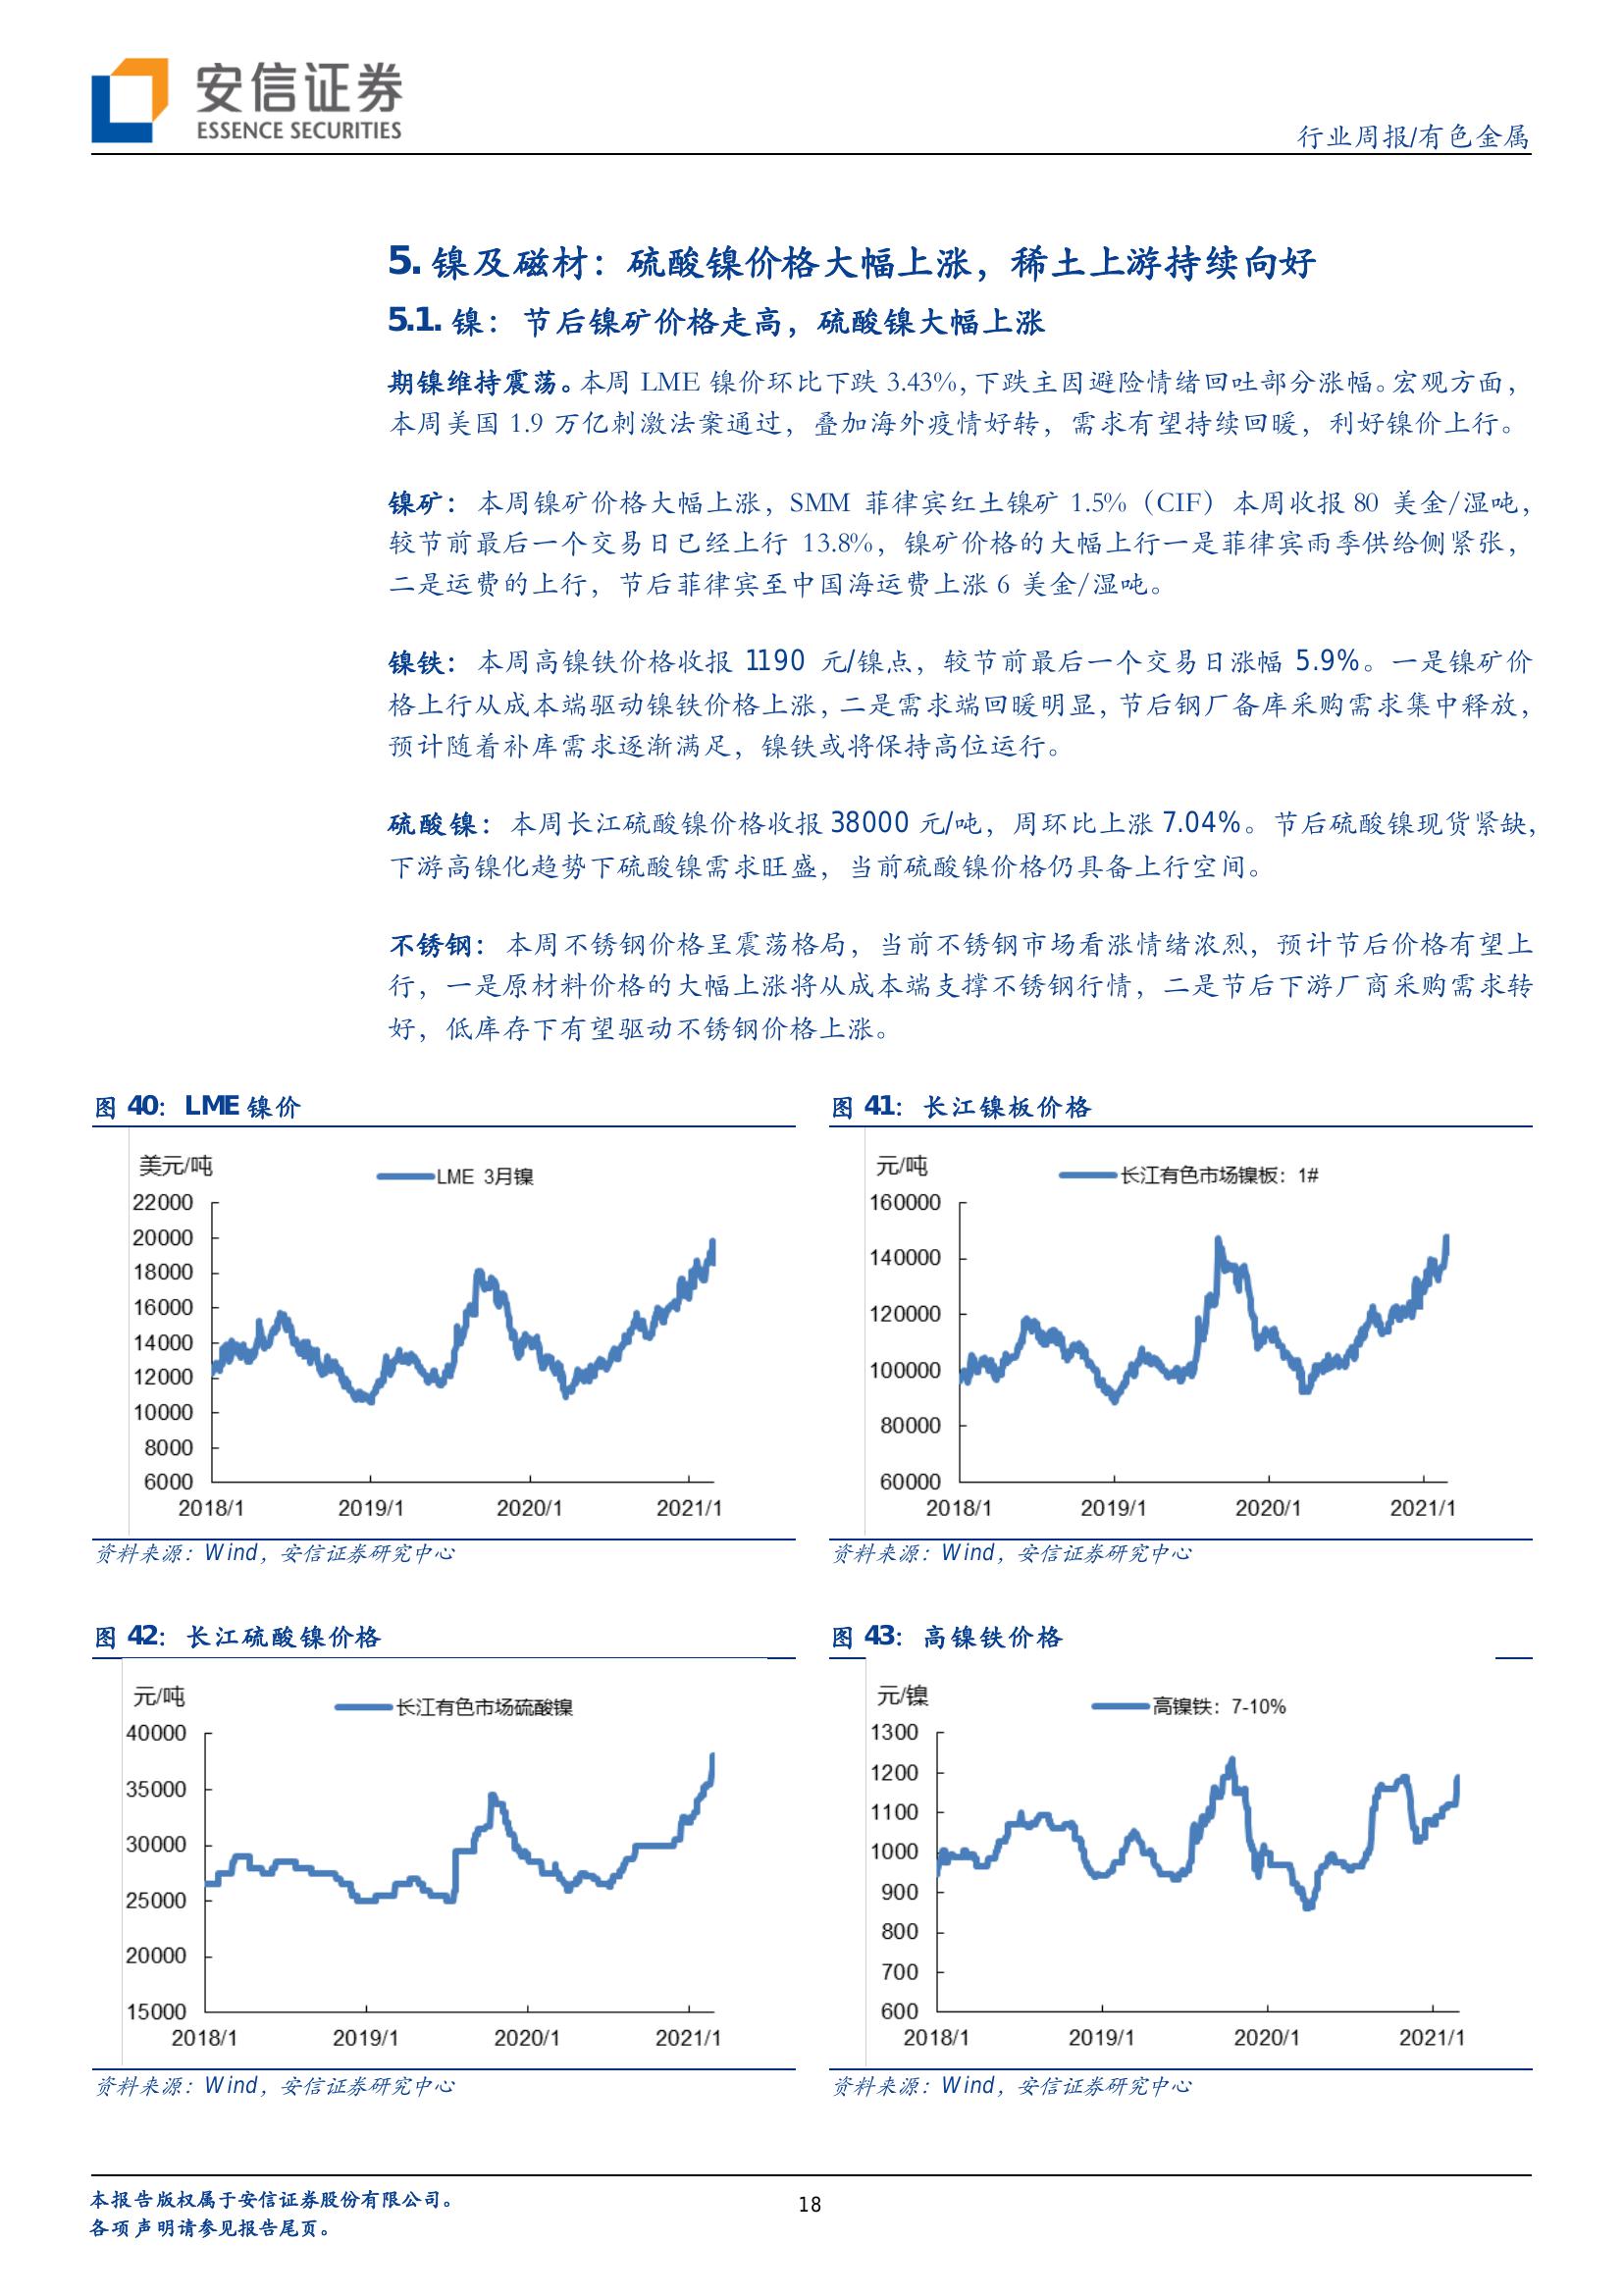 安信证券
ESSENCE SECURITIES
行业周报/有色金属
5. 镍及磁材：硫酸镍价格大幅上涨，稀土上游持续向好
5.1. 镍：节后镍矿价格走高，硫酸镍大幅上涨
期镍维持震荡。本周 LME 镍价环比下跌 3.43%，下跌主因避险情绪回吐部分涨幅。宏观方面，
本周美国 1.9 万亿刺激法案通过，叠加海外疫情好转，需求有望持续回暖，利好镍价上行。
镍矿：本周镍矿价格大幅上涨，SMM 菲律宾红土镍矿 1.5%（CIF）本周收报 80 美金/湿吨，
较节前最后一个交易日已经上行 13.8%，镍矿价格的大幅上行一是菲律宾雨季供给侧紧张，
二是运费的上行，节后菲律宾至中国海运费上涨 6 美金/湿吨。
镍铁：本周高镍铁价格收报 1190 元/镍点，较节前最后一个交易日涨幅 5.9%。一是镍矿价
格上行从成本端驱动镍铁价格上涨，二是需求端回暖明显，节后钢厂备库采购需求集中释放，
预计随着补库需求逐渐满足，镍铁或将保持高位运行。
硫酸镍：本周长江硫酸镍价格收报 38000 元/吨，周环比上涨 7.04%。节后硫酸镍现货紧缺，
下游高镍化趋势下硫酸镍需求旺盛，当前硫酸镍价格仍具备上行空间。
不锈钢：本周不锈钢价格呈震荡格局，当前不锈钢市场看涨情绪浓烈，预计节后价格有望上
行，一是原材料价格的大幅上涨将从成本端支撑不锈钢行情，二是节后下游厂商采购需求转
好，低库存下有望驱动不锈钢价格上涨。
图 40：LME 镍价
美元/吨
LME 3月镍
22000
20000
18000
16000
14000
12000
10000
8000
6000
2018/1 2019/1 2020/1 2021/1
资料来源：Wind，安信证券研究中心
图 41：长江镍板价格
元/吨
长江有色市场镍板：1#
160000
140000
120000
100000
80000
60000
2018/1 2019/1 2020/1 2021/1
资料来源：Wind，安信证券研究中心
图 42：长江硫酸镍价格
元/吨
长江有色市场硫酸镍
40000
35000
30000
25000
20000
15000
2018/1 2019/1 2020/1 2021/1
资料来源：Wind，安信证券研究中心
图 43：高镍铁价格
元/镍
高镍铁：7-10%
1300
1200
1100
1000
900
800
700
600
2018/1 2019/1 2020/1 2021/1
资料来源：Wind，安信证券研究中心
本报告版权属于安信证券股份有限公司。
各项声明请参见报告尾页。
18